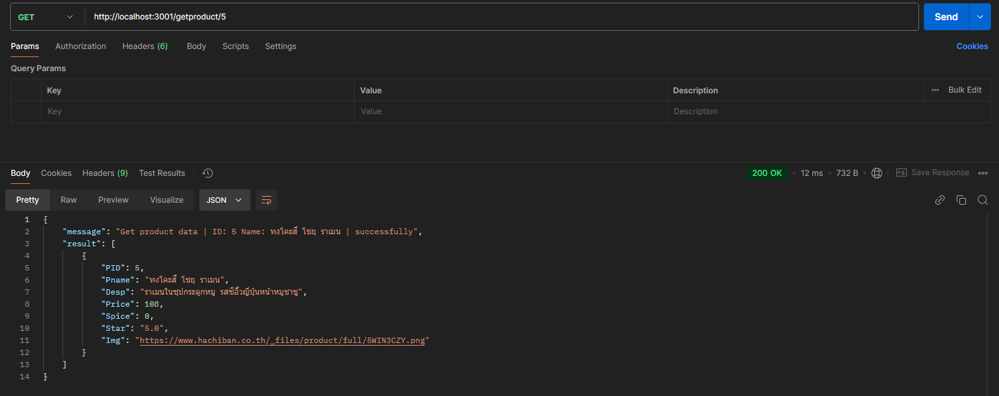 GET http://localhost:3001/getproduct/5 Send
Params Authorization Headers (6) Body Scripts Settings Cookies
Query Params
Key Value Description Bulk Edit
Key Value Description
Body Cookies Headers (9) Test Results 200 OK 12 ms 732 B e.g. Save Response
Pretty Raw Preview Visualize JSON
1 {
2 "message": "Get product data | ID: 5 Name: ทงโคะสึ โชยุ ราเมน | successfully",
3 "result": [
4 {
5 "PID": 5,
6 "Pname": "ทงโคะสึ โชยุ ราเมน",
7 "Desp": "ราเมนในซุปกระดูกหมู รสซีอิ๊วญี่ปุ่นหน้าหมูชาชู",
8 "Price": 108,
9 "Spice": 0,
10 "Star": "5.0",
11 "Img": "https://www.hachiban.co.th/_files/product/full/5WIN3CZY.png"
12 }
13 ]
14 }